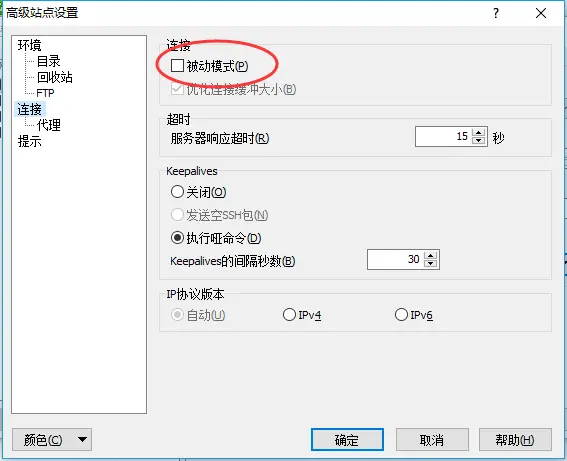 高级站点设置
环境
目录
回收站
FTP
连接
代理
提示
连接
被动模式(P)
优化连接缓冲大小(B)
超时
服务器响应超时(R) 15 秒
Keepalives
关闭(O)
发送空SSH包(N)
执行哑命令(D)
Keepalives的间隔秒数(B) 30
IP协议版本
自动(U) IPv4 IPv6
颜色(C) 确定 取消 帮助(H)